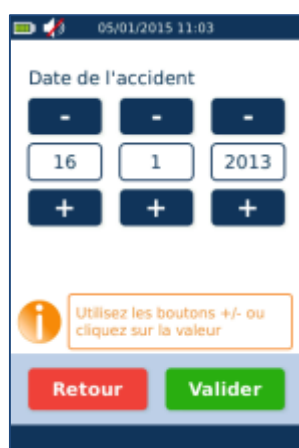 05/01/2015 11:03
Date de l'accident
- - -
16 1 2013
+ + +
Utilisez les boutons +/- ou
cliquez sur la valeur
Retour Valider